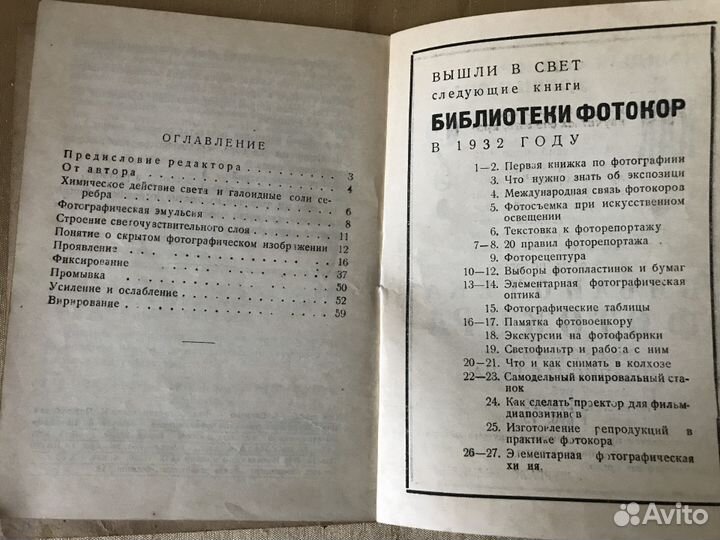 ОГЛАВЛЕНИЕ
Предисловие редактора . . . . . . . . . . 3
От автора . . . . . . . . . . 4
Химическое действие света и галоидные соли се-
ребра . . . . . . . . . . 6
Фотографическая эмульсия . . . . . . . . . . 8
Строение светочувствительного слоя . . . . . . 11
Понятие о скрытом фотографическом изображении 12
Проявление . . . . . . . . . . 16
Фиксирование . . . . . . . . . . 37
Промывка . . . . . . . . . . 50
Усиление и ослабление . . . . . . . . . . 52
Вирирование . . . . . . . . . . 59
ВЫШЛИ В СВЕТ
следующие книги
БИБЛИОТЕКИ ФОТОКОР
В 1932 ГОДУ
1—2. Первая книжка по фотографиии
3. Что нужно знать об экспозици
4. Международная связь фотокоров
5. Фотосъемка при искусственном
освещении
6. Текстовка к фоторепортажу
7—8. 20 правил фоторепортажа
9. Фоторецептура
10—12. Выборы фотопластинок и бумаг
13—14. Элементарная фотографическая
оптика
15. Фотографические таблицы
16—17. Памятка фотовоенкору
18. Экскурсии на фотофабрики
19. Светофильтр и работа с ним
20—21. Что и как снимать в колхозе
22—23. Самодельный копировальный ста-
нок
24. Как сделать проектор для фильм-
диапозитивов
25. Изготовление репродукций в
практике фотокора
26—27. Элементарная фотографическая
химия.
Avito